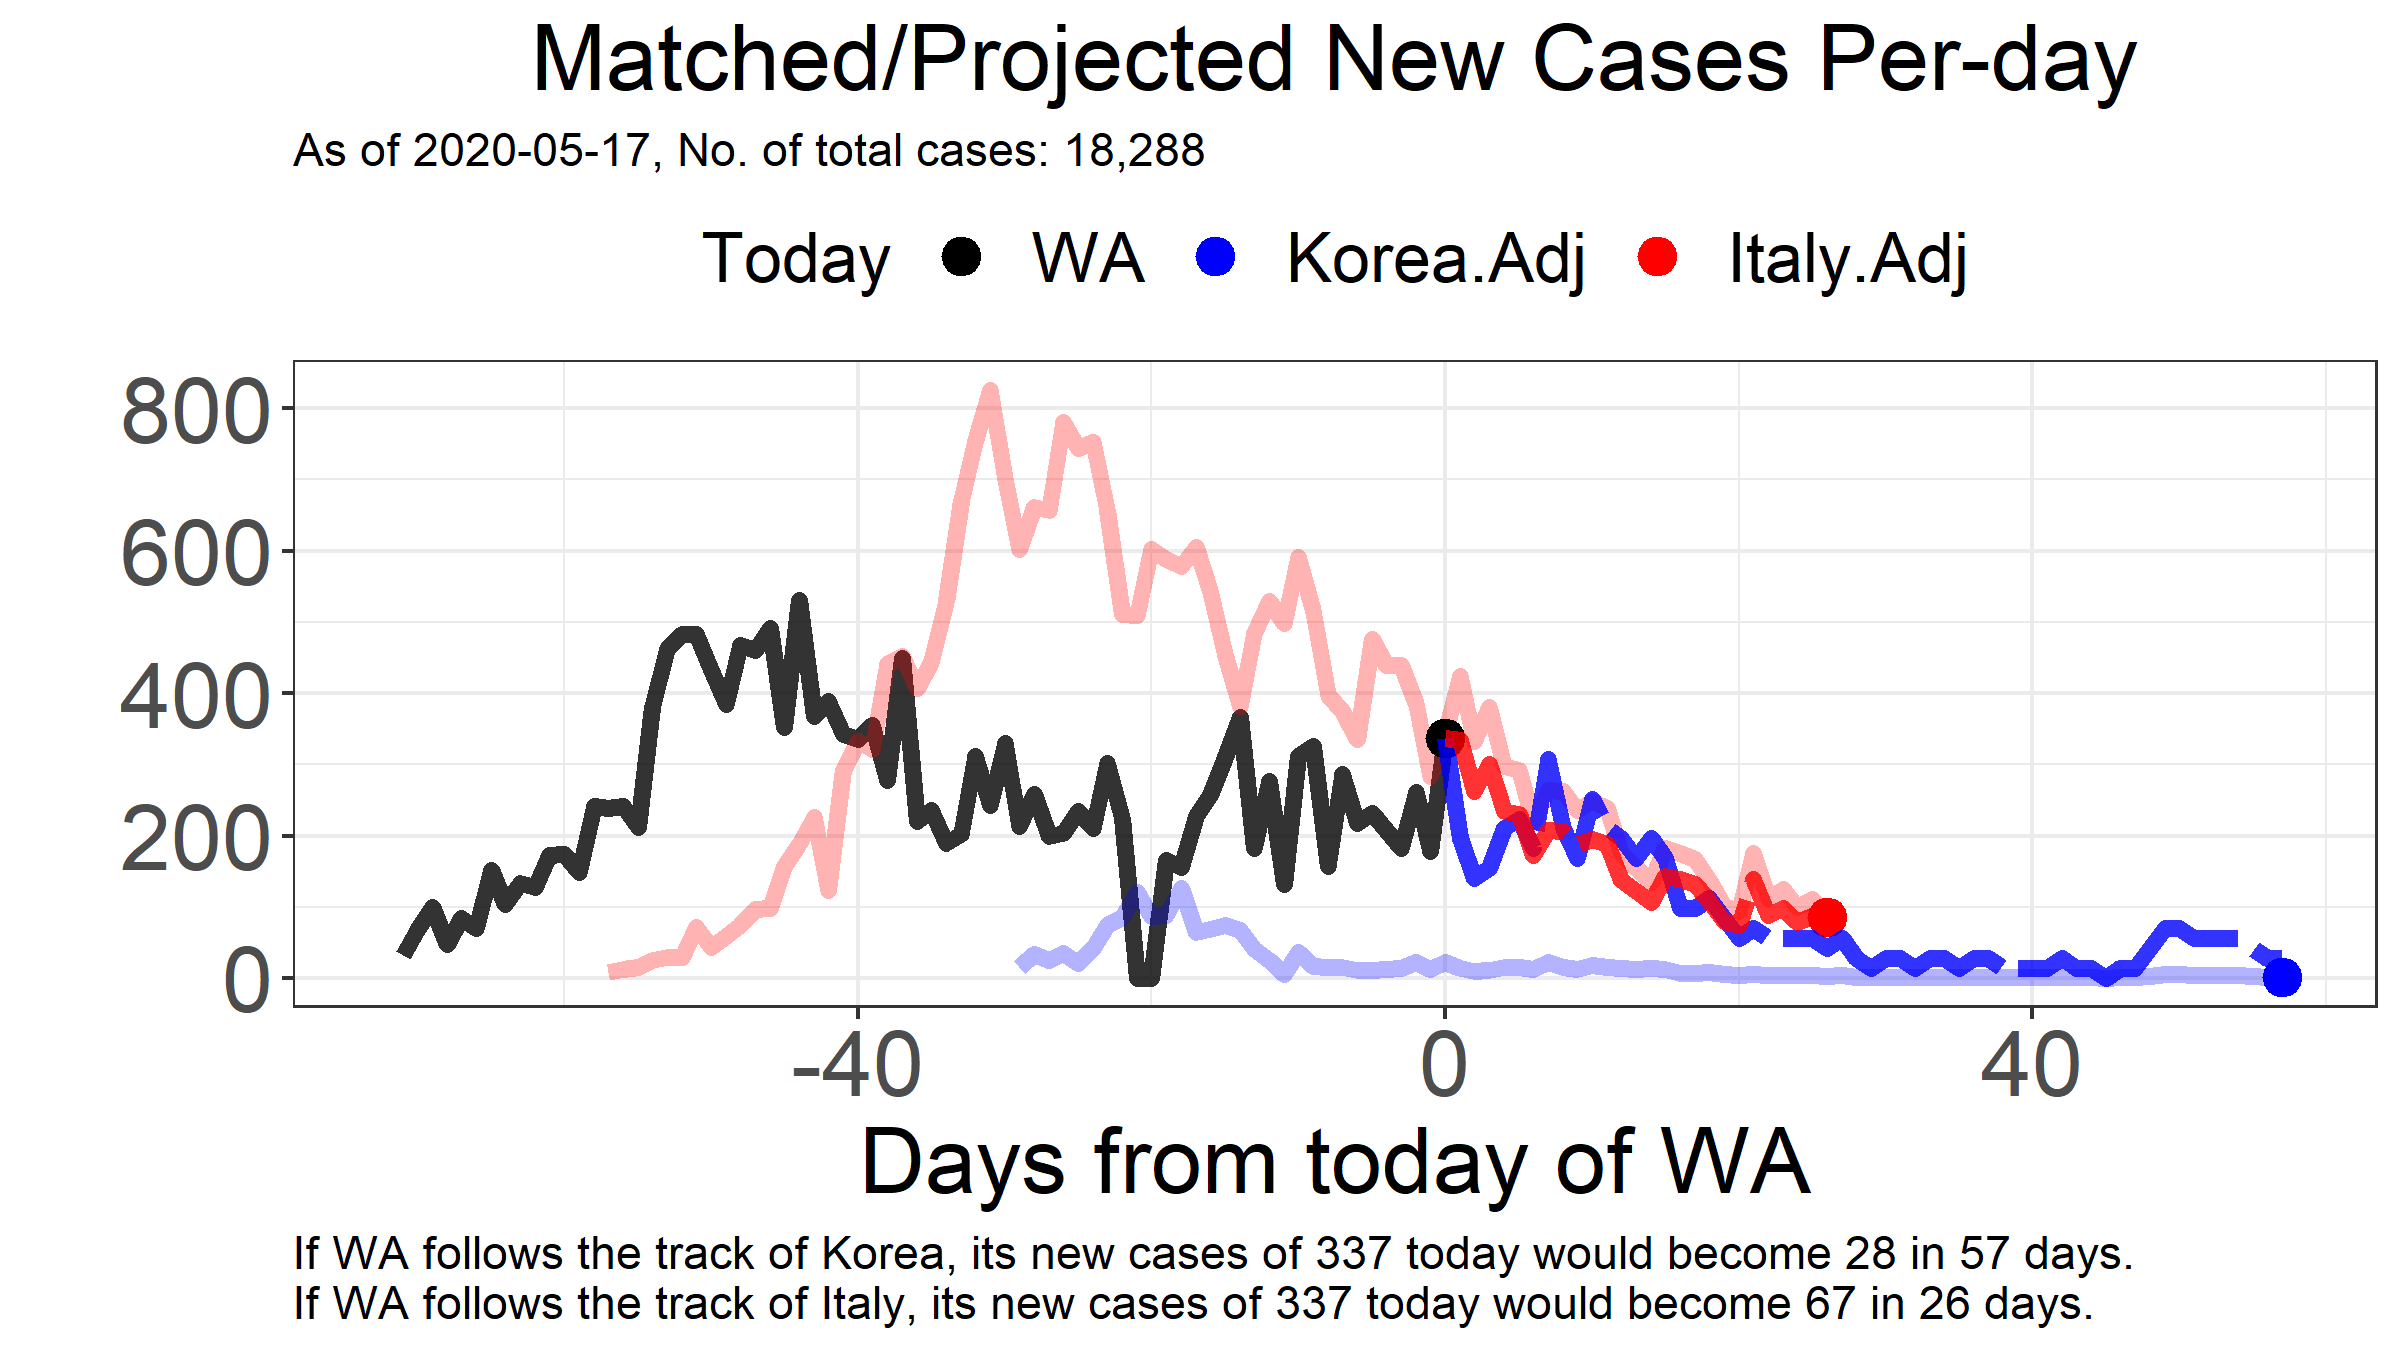 Matched/Projected New Cases Per-day
As of 2020-05-17, No. of total cases: 18,288
Today WA Korea.Adj Italy.Adj
800
600
400
200
0
-40 0 40
Days from today of WA
If WA follows the track of Korea, its new cases of 337 today would become 28 in 57 days.
If WA follows the track of Italy, its new cases of 337 today would become 67 in 26 days.